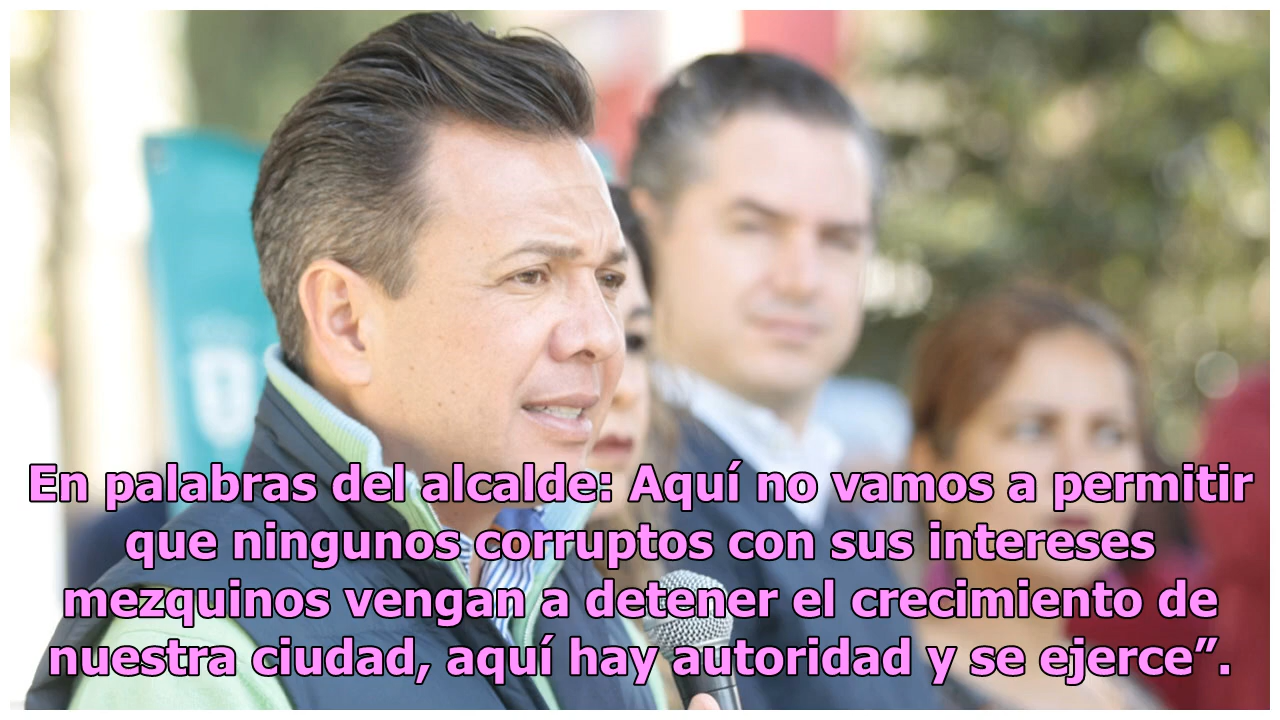 En palabras del alcalde: Aquí no vamos a permitir
que ningunos corruptos con sus intereses
mezquinos vengan a detener el crecimiento de
nuestra ciudad, aquí hay autoridad y se ejerce”.